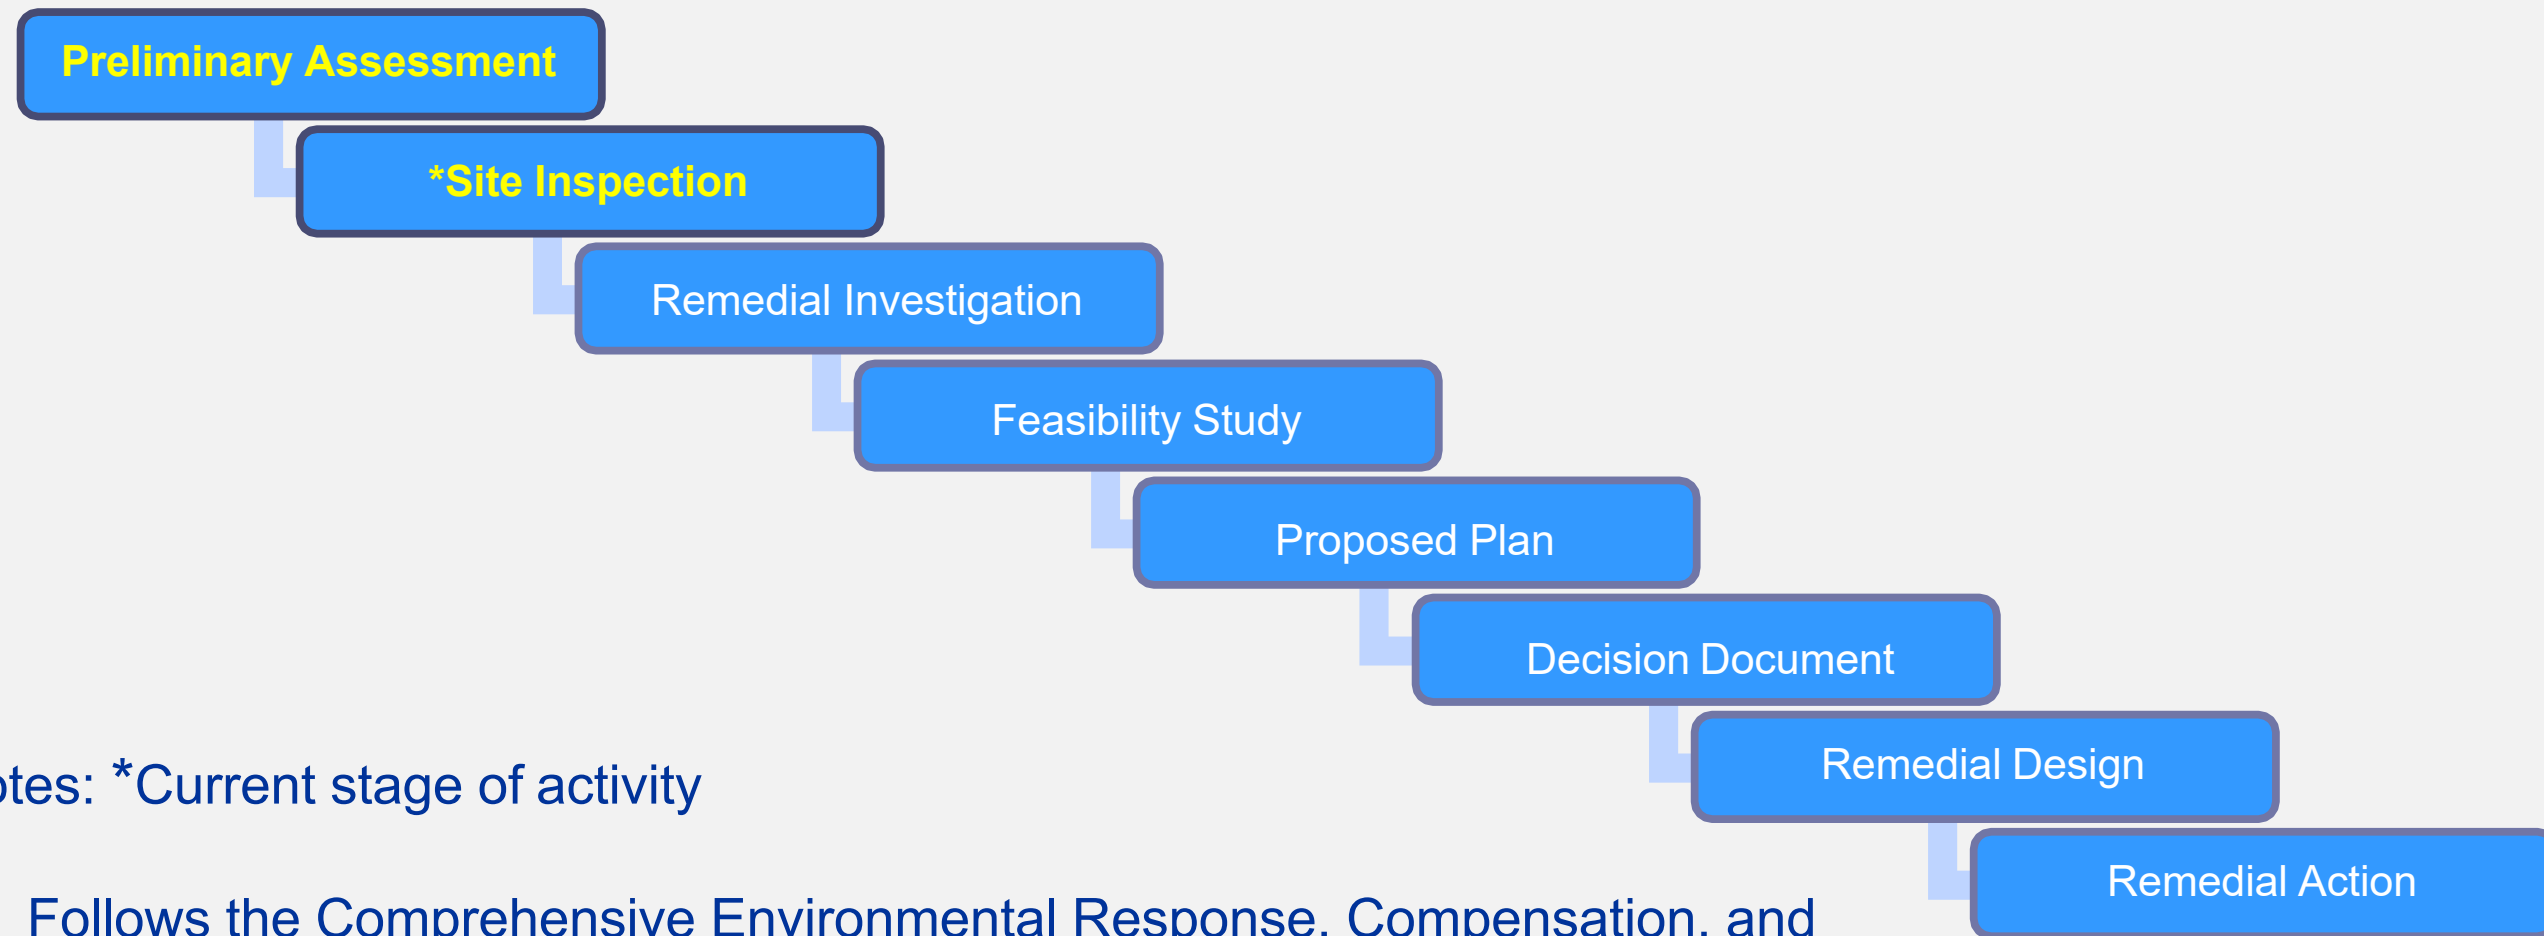 Preliminary Assessment
*Site Inspection
Remedial Investigation
Feasibility Study
Proposed Plan
Decision Document
Remedial Design
otes: *Current stage of activity
Remedial Action
Follows the Comprehensive Environmental Response, Compensation, and